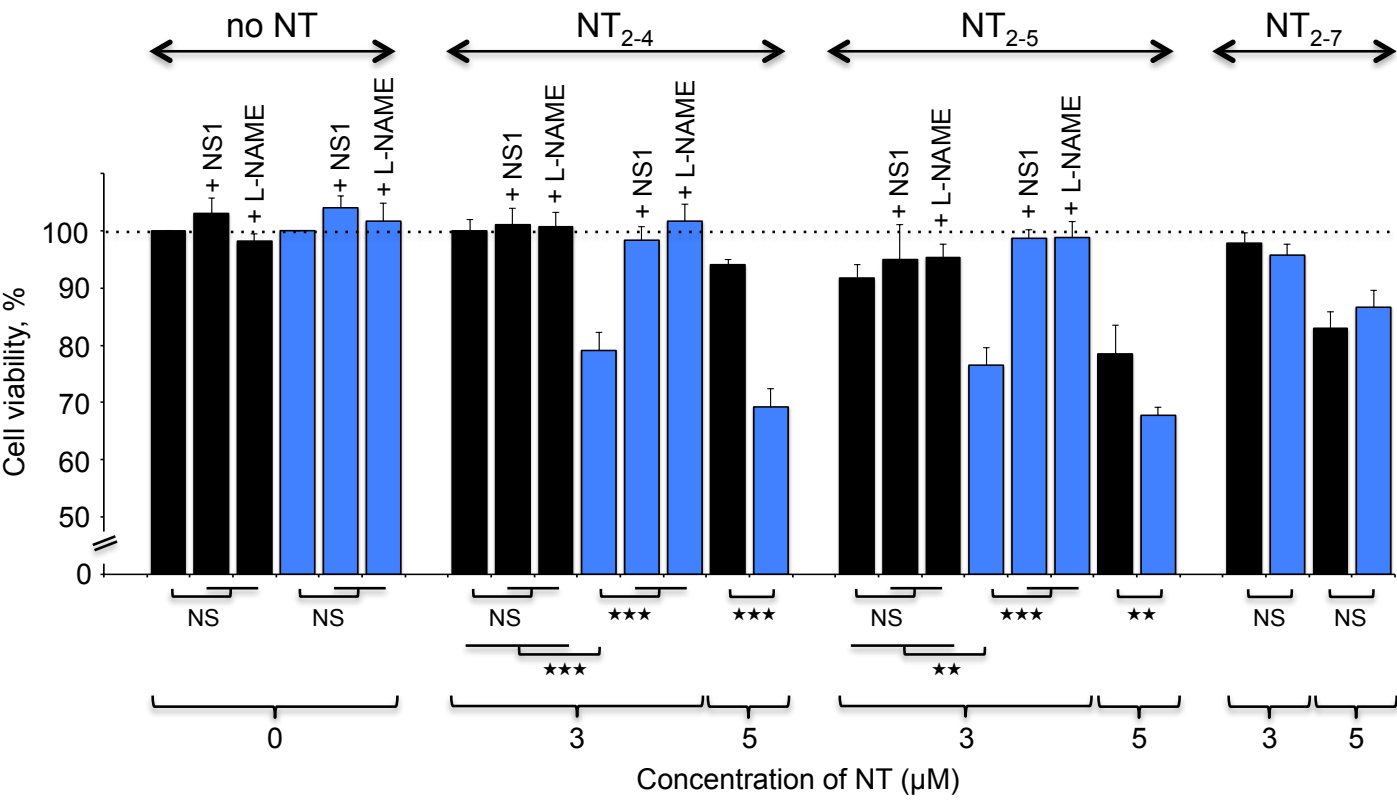 no NT
NT2-4
NT2-5
NT2-7
+ NS1
+ L-NAME
+ NS1
+ L-NAME
+ NS1
+ L-NAME
+ NS1
+ L-NAME
+ NS1
+ L-NAME
+ NS1
+ L-NAME
Cell viability, %
100
90
80
70
60
50
0
NS
NS
NS
★★★
★★★
NS
★★★
★★
NS
NS
★★★
★★
0
3
5
3
5
3
5
Concentration of NT (µM)